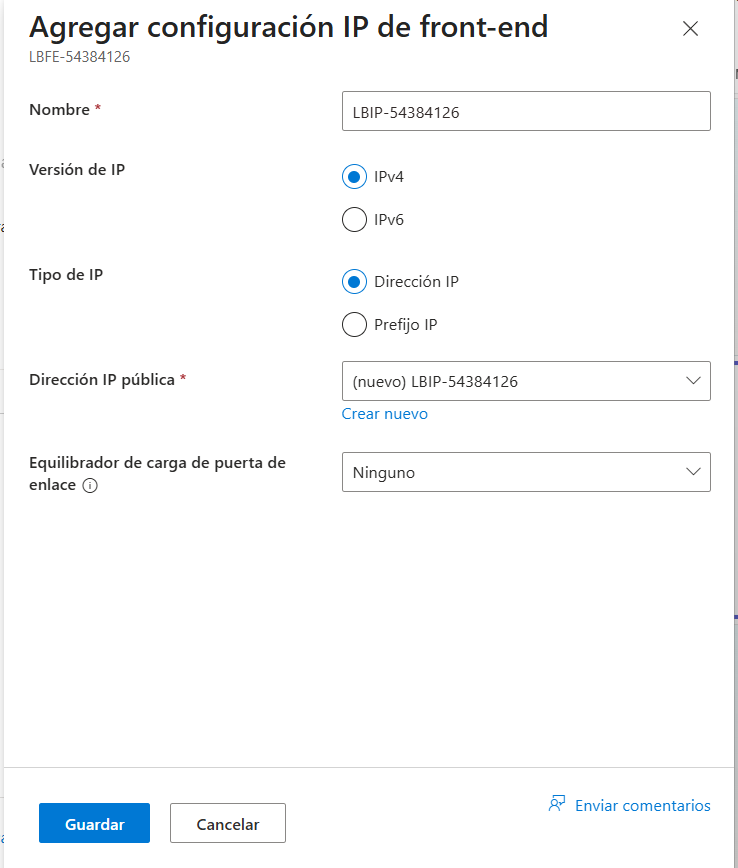 Agregar configuración IP de front-end
LBFE-54384126
Nombre *
LBIP-54384126
Versión de IP
IPv4
IPv6
Tipo de IP
Dirección IP
Prefijo IP
Dirección IP pública *
(nuevo) LBIP-54384126
Crear nuevo
Equilibrador de carga de puerta de
enlace
Ninguno
Enviar comentarios
Guardar
Cancelar